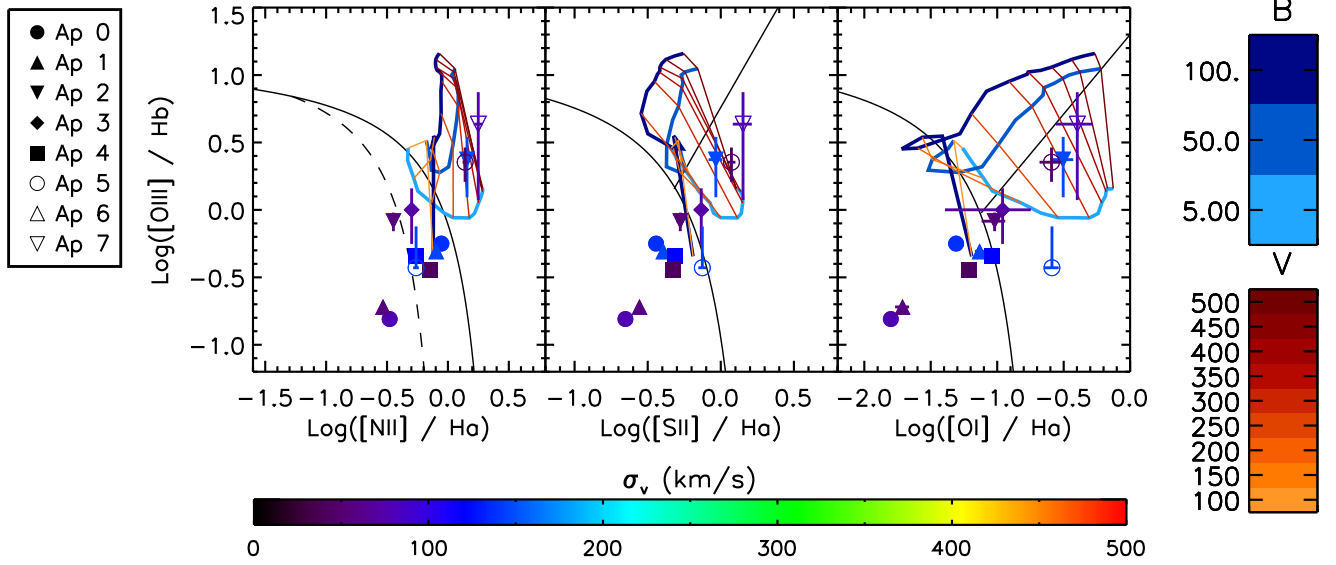 Ap 0
Ap 1
Ap 2
Ap 3
Ap 4
Ap 5
Ap 6
Ap 7
Log([OIII] / Hb)
1.5
1.0
0.5
0.0
−0.5
−1.0
−1.5 −1.0 −0.5 0.0 0.5
Log([NII] / Ha)
−1.0 −0.5 0.0 0.5
Log([SII] / Ha)
−2.0 −1.5 −1.0 −0.5 0.0
Log([OI] / Ha)
B
100.
50.0
5.00
V
500
450
400
350
300
250
200
150
100
σv (km/s)
0 100 200 300 400 500